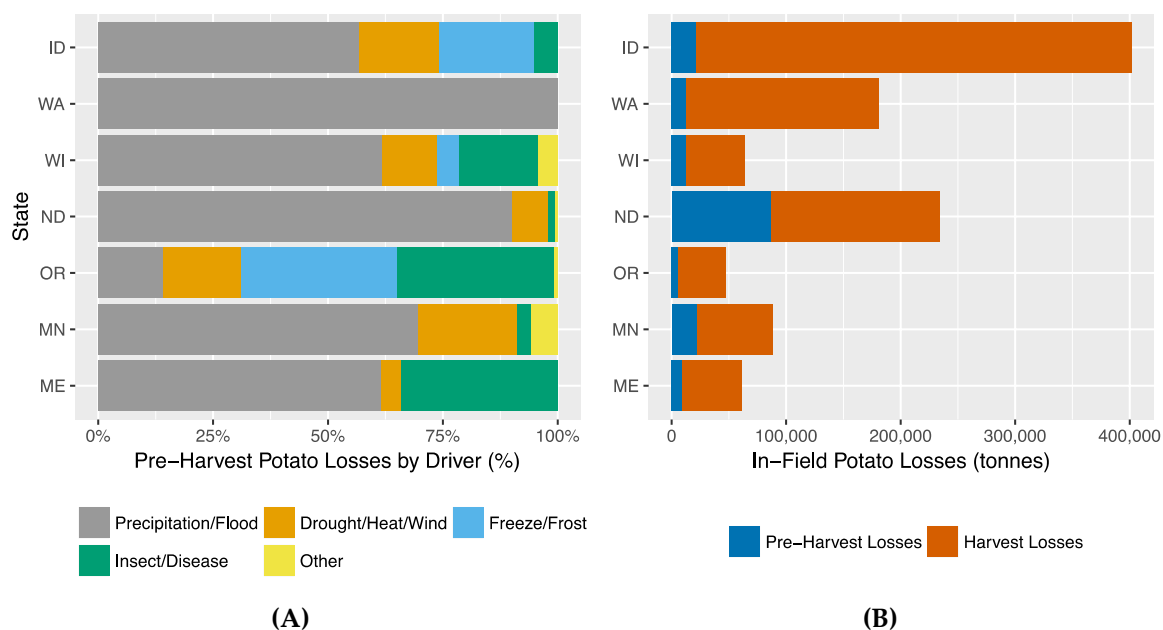 ID
WA
WI
ND
OR
MN
ME
State
0%
25%
50%
75%
100%
Pre-Harvest Potato Losses by Driver (%)
Precipitation/Flood
Drought/Heat/Wind
Freeze/Frost
Insect/Disease
Other
(A)
ID
WA
WI
ND
OR
MN
ME
0
100,000
200,000
300,000
400,000
In-Field Potato Losses (tonnes)
Pre-Harvest Losses
Harvest Losses
(B)